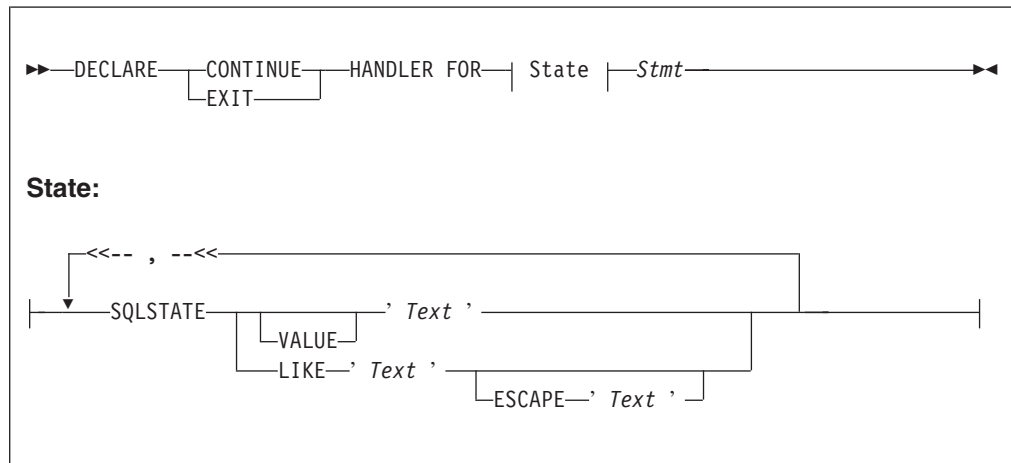 DECLARE CONTINUE HANDLER FOR State Stmt
EXIT
State:
<<-- , --<<
SQLSTATE ' Text '
VALUE
LIKE ' Text '
ESCAPE ' Text '